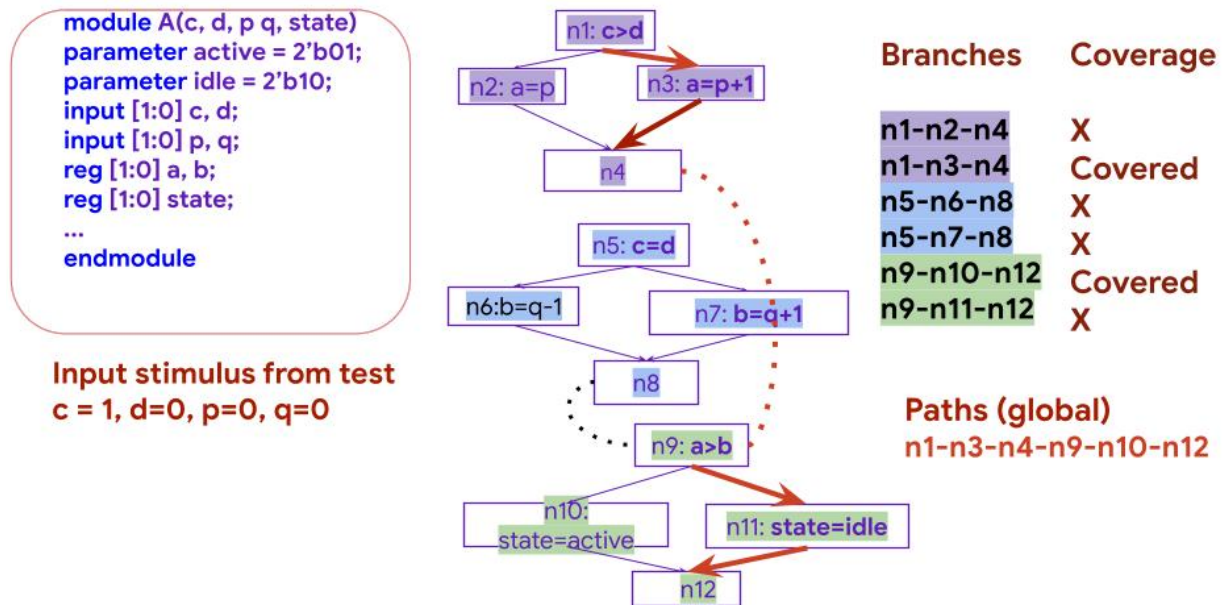 module A(c, d, p q, state)
parameter active = 2'b01;
parameter idle = 2'b10;
input [1:0] c, d;
input [1:0] p, q;
reg [1:0] a, b;
reg [1:0] state;
...
endmodule
Input stimulus from test
c = 1, d=0, p=0, q=0
n1: c>d
n2: a=p
n3: a=p+1
n4
n5: c=d
n6:b=q-1
n7: b=q+1
n8
n9: a>b
n10:
state=active
n11: state=idle
n12
Branches Coverage
n1-n2-n4 X
n1-n3-n4 Covered
n5-n6-n8 X
n5-n7-n8 X
n9-n10-n12 Covered
n9-n11-n12 X
Paths (global)
n1-n3-n4-n9-n10-n12